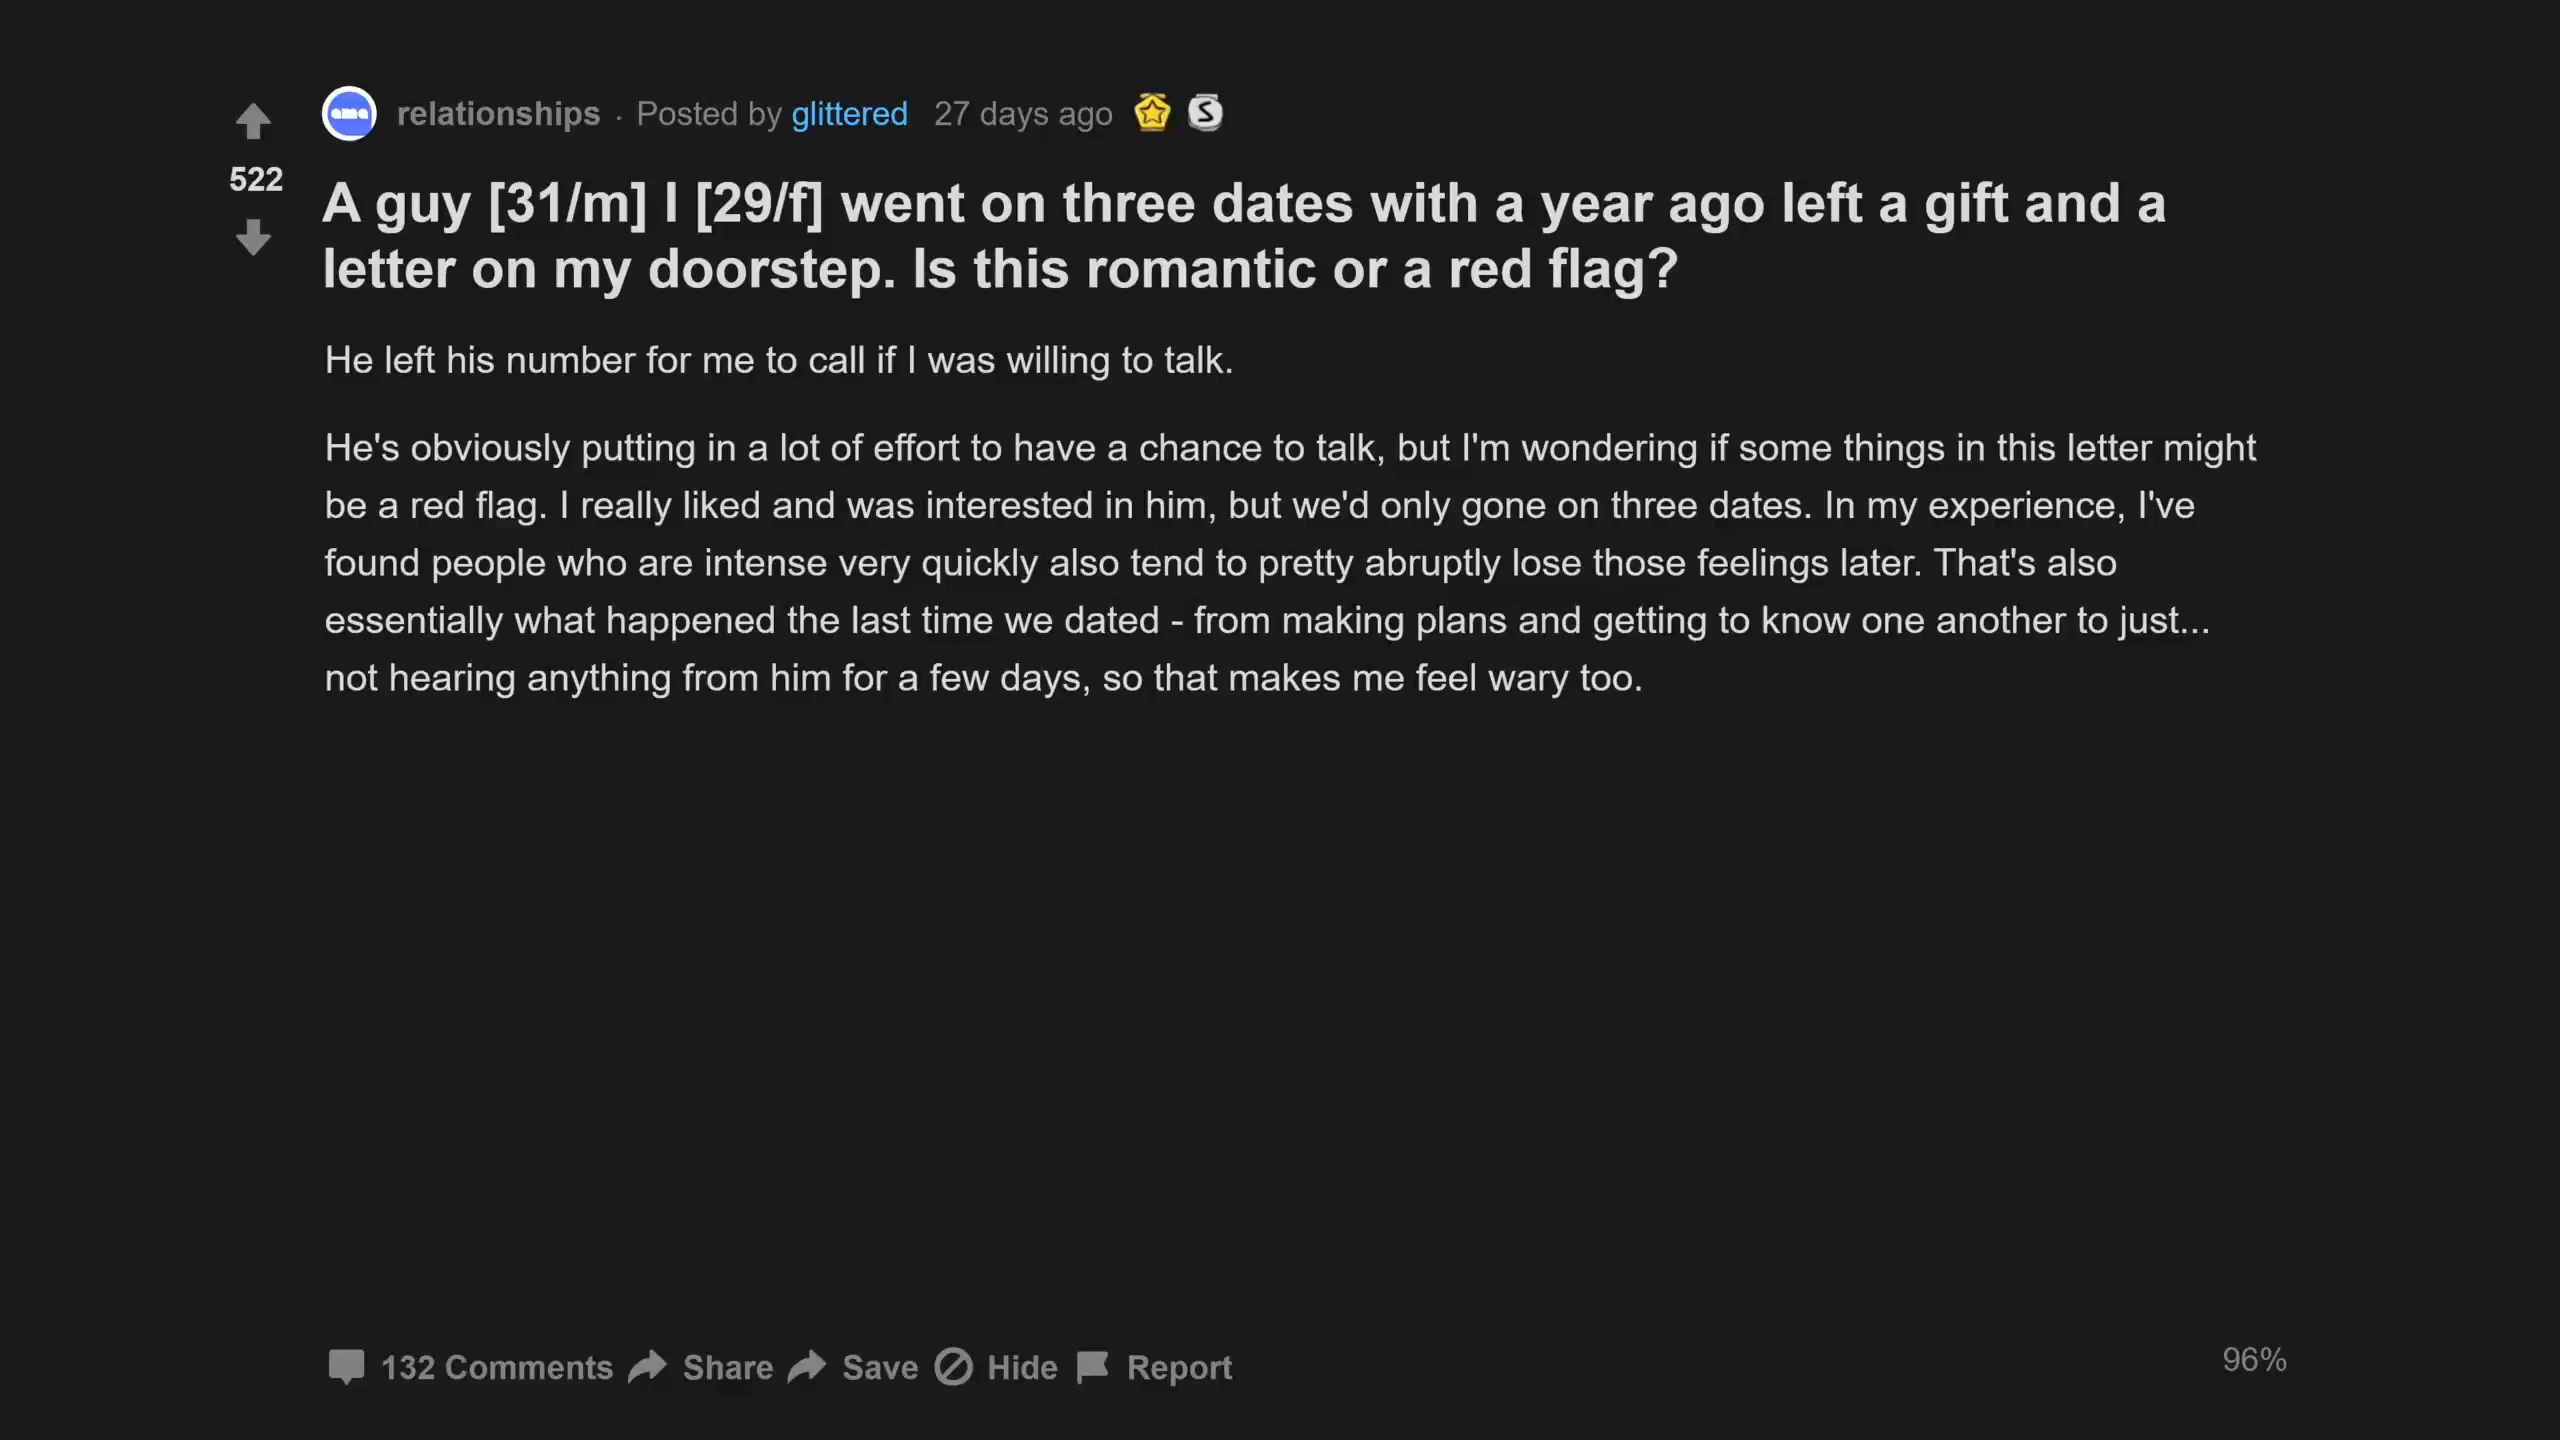 relationships · Posted by glittered 27 days ago
522
A guy [31/m] I [29/f] went on three dates with a year ago left a gift and a
letter on my doorstep. Is this romantic or a red flag?
He left his number for me to call if I was willing to talk.
He's obviously putting in a lot of effort to have a chance to talk, but I'm wondering if some things in this letter might
be a red flag. I really liked and was interested in him, but we'd only gone on three dates. In my experience, I've
found people who are intense very quickly also tend to pretty abruptly lose those feelings later. That's also
essentially what happened the last time we dated - from making plans and getting to know one another to just...
not hearing anything from him for a few days, so that makes me feel wary too.
132 Comments Share Save Hide Report
96%